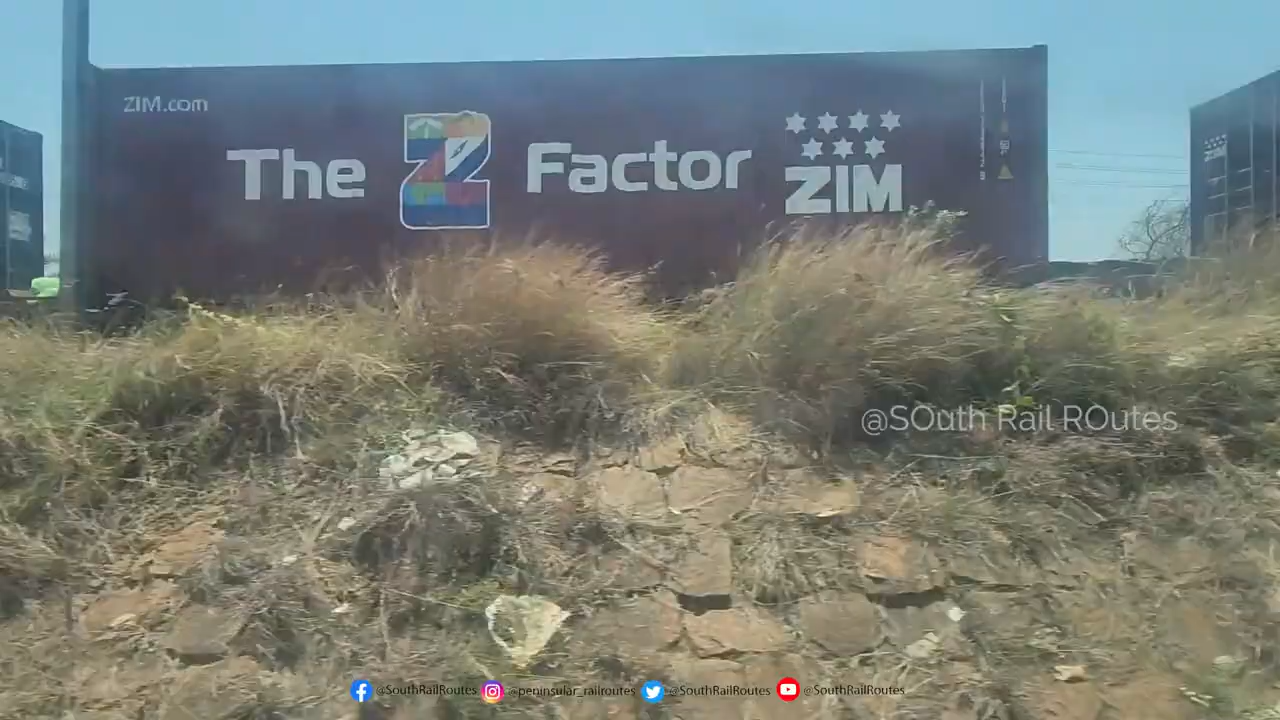 ZIM.com
The Z Factor
ZIM
@SOuth Rail ROutes
@SouthRailRoutes @peninsular_railroutes @SouthRailRoutes @SouthRailRoutes